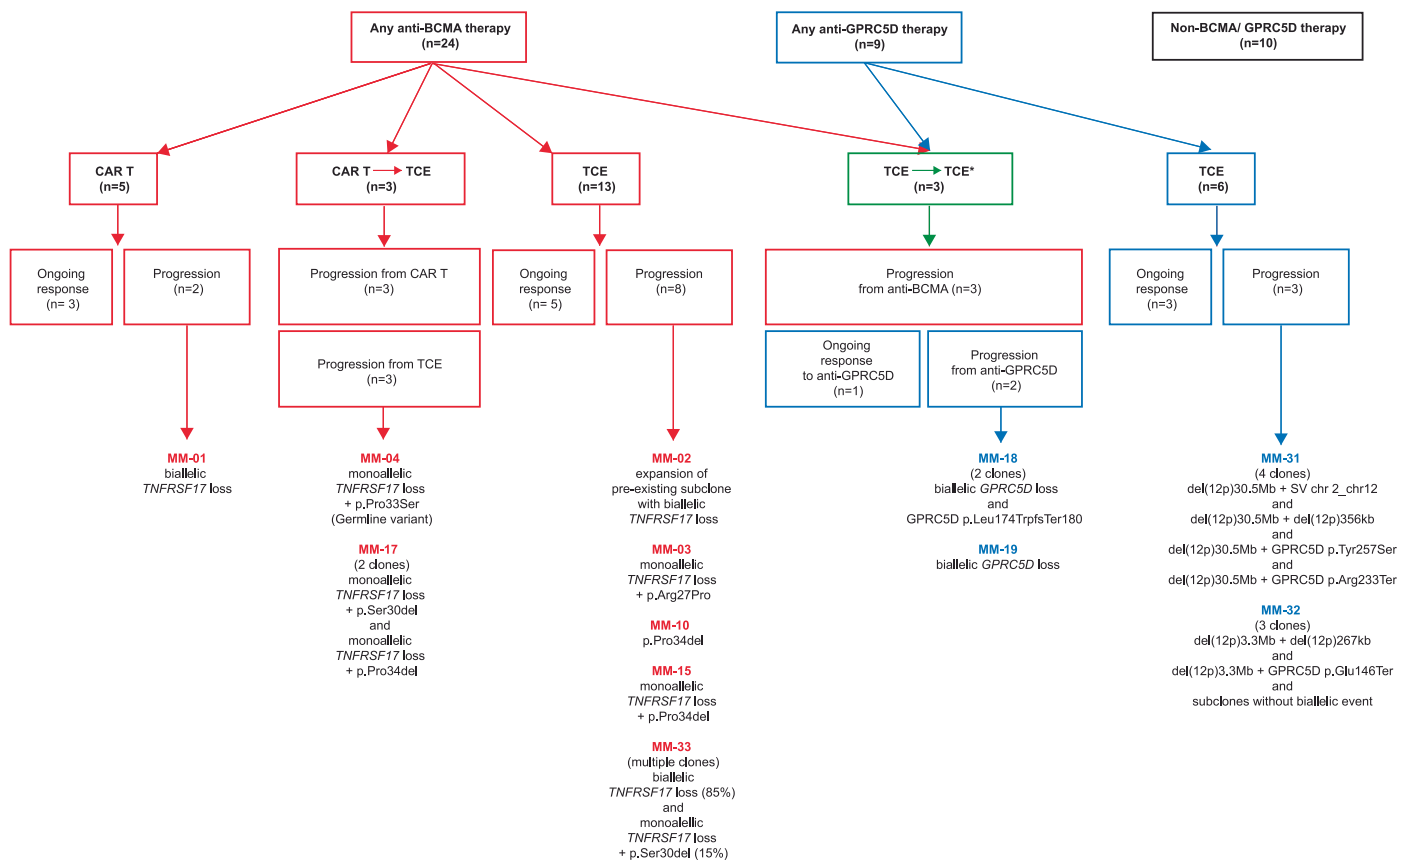 Any anti-BCMA therapy
(n=24)
Any anti-GPRC5D therapy
(n=9)
Non-BCMA/ GPRC5D therapy
(n=10)
CAR T
(n=5)
CAR T → TCE
(n=3)
TCE
(n=13)
TCE → TCE*
(n=3)
TCE
(n=6)
Ongoing
response
(n= 3)
Progression
(n=2)
Progression from CAR T
(n=3)
Progression from TCE
(n=3)
Ongoing
response
(n= 5)
Progression
(n=8)
Progression
from anti-BCMA (n=3)
Ongoing
response
to anti-GPRC5D
(n=1)
Progression
from anti-GPRC5D
(n=2)
Ongoing
response
(n=3)
Progression
(n=3)
MM-01
biallelic
TNFRSF17 loss
MM-04
monoallelic
TNFRSF17 loss
+ p.Pro33Ser
(Germline variant)
MM-17
(2 clones)
monoallelic
TNFRSF17 loss
+ p.Ser30del
and
monoallelic
TNFRSF17 loss
+ p.Pro34del
MM-02
expansion of
pre-existing subclone
with biallelic
TNFRSF17 loss
MM-03
monoallelic
TNFRSF17 loss
+ p.Arg27Pro
MM-10
p.Pro34del
MM-15
monoallelic
TNFRSF17 loss
+ p.Pro34del
MM-33
(multiple clones)
biallelic
TNFRSF17 loss (85%)
and
monoalellic
TNFRSF17 loss
+ p.Ser30del (15%)
MM-18
(2 clones)
biallelic GPRC5D loss
and
GPRC5D p.Leu174TrpfsTer180
MM-19
biallelic GPRC5D loss
MM-31
(4 clones)
del(12p)30.5Mb + SV chr 2_chr12
and
del(12p)30.5Mb + del(12p)356kb
and
del(12p)30.5Mb + GPRC5D p.Tyr257Ser
and
del(12p)30.5Mb + GPRC5D p.Arg233Ter
MM-32
(3 clones)
del(12p)3.3Mb + del(12p)267kb
and
del(12p)3.3Mb + GPRC5D p.Glu146Ter
and
subclones without biallelic event